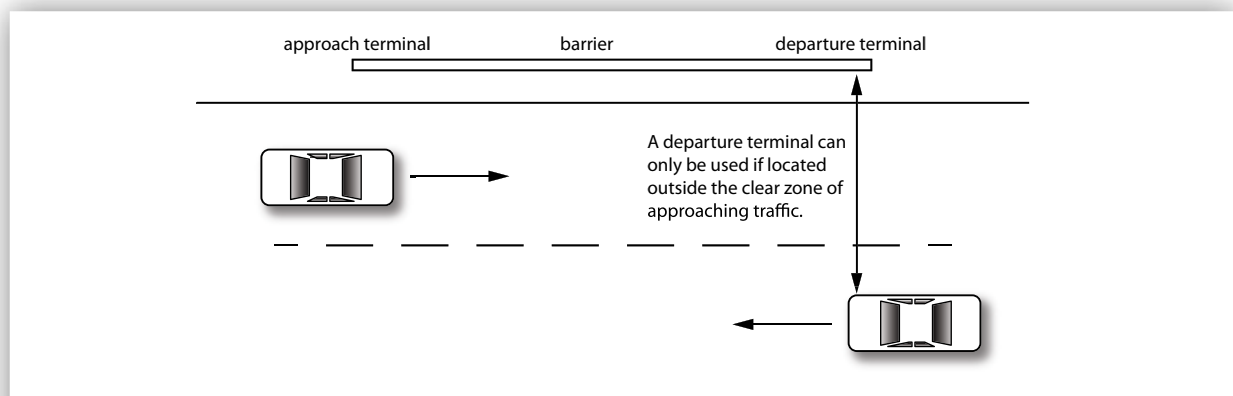 approach terminal
barrier
departure terminal
A departure terminal can
only be used if located
outside the clear zone of
approaching traffic.